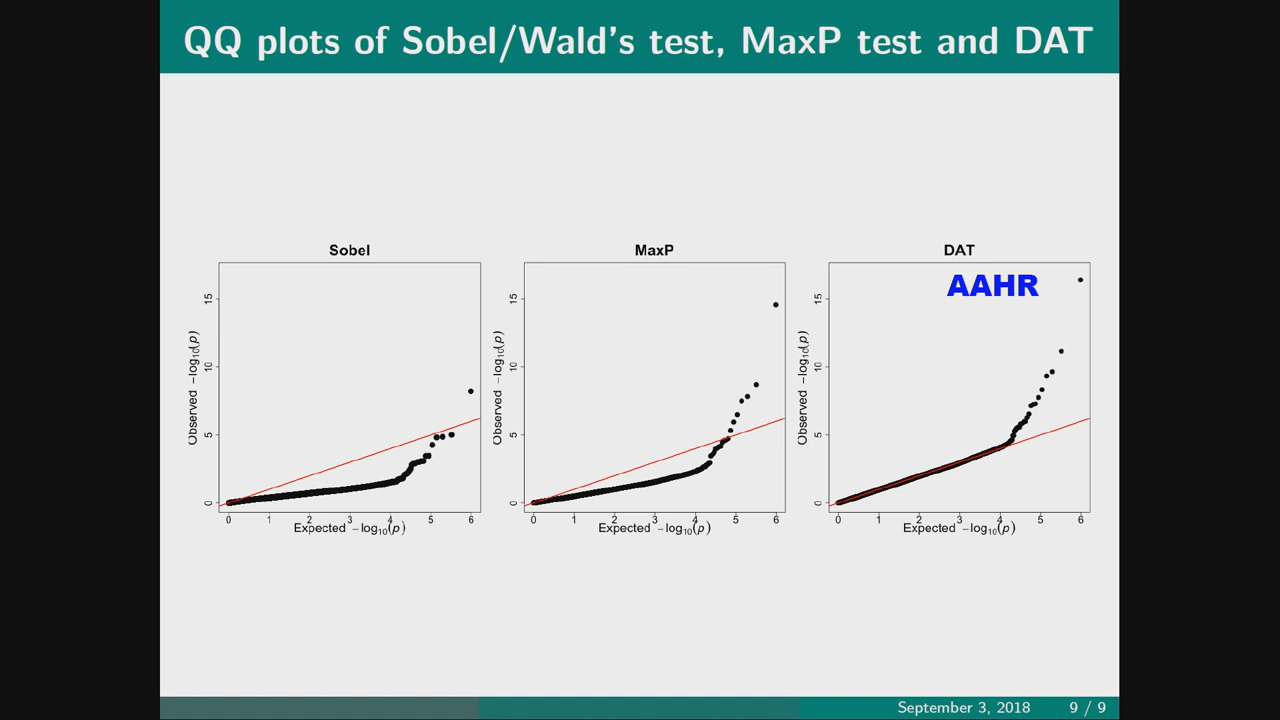 QQ plots of Sobel/Wald's test, MaxP test and DAT
Sobel
Observed −log10(p)
0 5 10 15
0 1 2 3 4 5 6
Expected −log10(p)
MaxP
Observed −log10(p)
0 5 10 15
0 1 2 3 4 5 6
Expected −log10(p)
DAT
AAHR
Observed −log10(p)
0 5 10 15
0 1 2 3 4 5 6
Expected −log10(p)
September 3, 2018 9 / 9